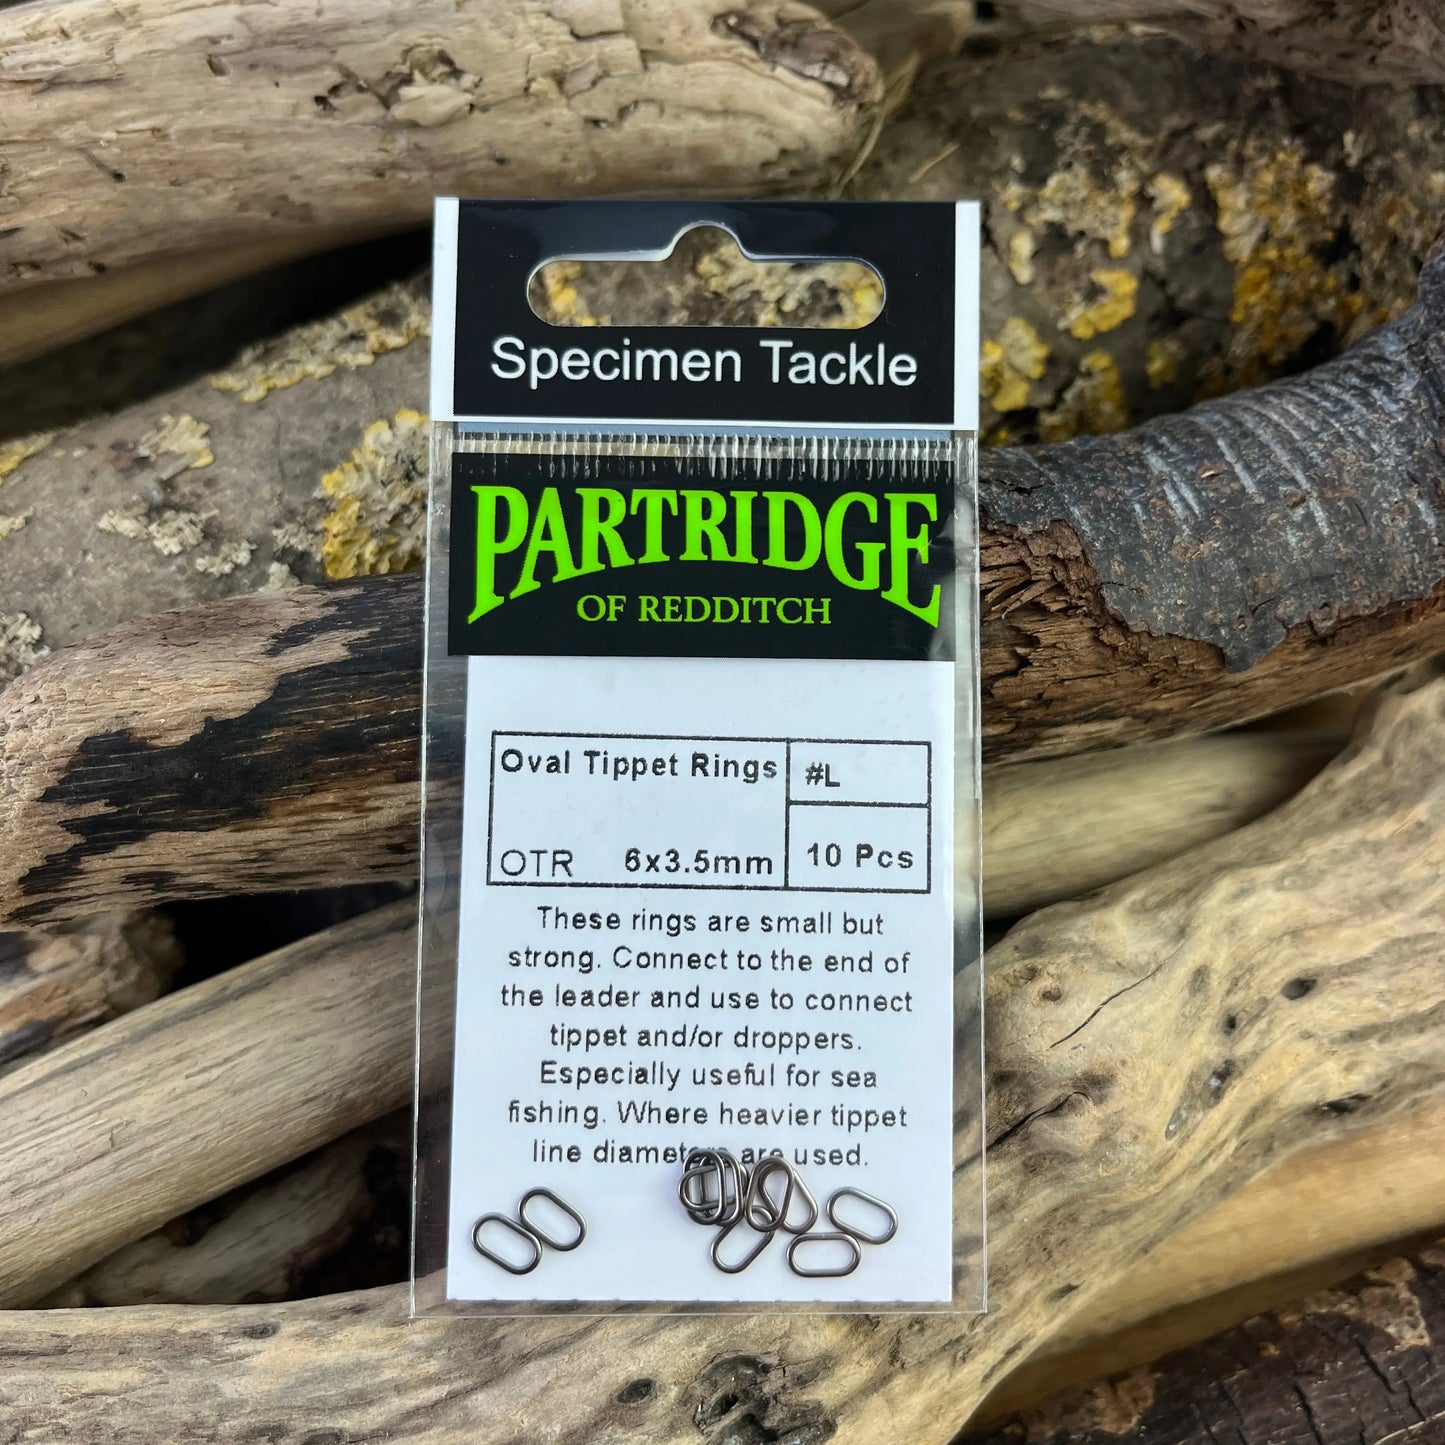 Specimen Tackle
PARTRIDGE
OF REDDITCH
Oval Tippet Rings
#L
OTR 6x3.5mm
10 Pcs
These rings are small but
strong. Connect to the end of
the leader and use to connect
tippet and/or droppers.
Especially useful for sea
fishing. Where heavier tippet
line diameters are used.